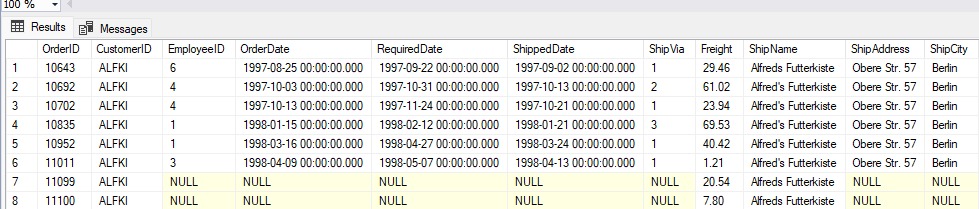 100 %
Results Messages
OrderID CustomerID EmployeeID OrderDate RequiredDate ShippedDate ShipVia Freight ShipName ShipAddress ShipCity
1 10643 ALFKI 6 1997-08-25 00:00:00.000 1997-09-22 00:00:00.000 1997-09-02 00:00:00.000 1 29.46 Alfreds Futterkiste Obere Str. 57 Berlin
2 10692 ALFKI 4 1997-10-03 00:00:00.000 1997-10-31 00:00:00.000 1997-10-13 00:00:00.000 2 61.02 Alfred's Futterkiste Obere Str. 57 Berlin
3 10702 ALFKI 4 1997-10-13 00:00:00.000 1997-11-24 00:00:00.000 1997-10-21 00:00:00.000 1 23.94 Alfred's Futterkiste Obere Str. 57 Berlin
4 10835 ALFKI 1 1998-01-15 00:00:00.000 1998-02-12 00:00:00.000 1998-01-21 00:00:00.000 3 69.53 Alfred's Futterkiste Obere Str. 57 Berlin
5 10952 ALFKI 1 1998-03-16 00:00:00.000 1998-04-27 00:00:00.000 1998-03-24 00:00:00.000 1 40.42 Alfred's Futterkiste Obere Str. 57 Berlin
6 11011 ALFKI 3 1998-04-09 00:00:00.000 1998-05-07 00:00:00.000 1998-04-13 00:00:00.000 1 1.21 Alfred's Futterkiste Obere Str. 57 Berlin
7 11099 ALFKI NULL NULL NULL NULL NULL 20.54 Alfreds Futterkiste NULL NULL
8 11100 ALFKI NULL NULL NULL NULL NULL 7.80 Alfreds Futterkiste NULL NULL